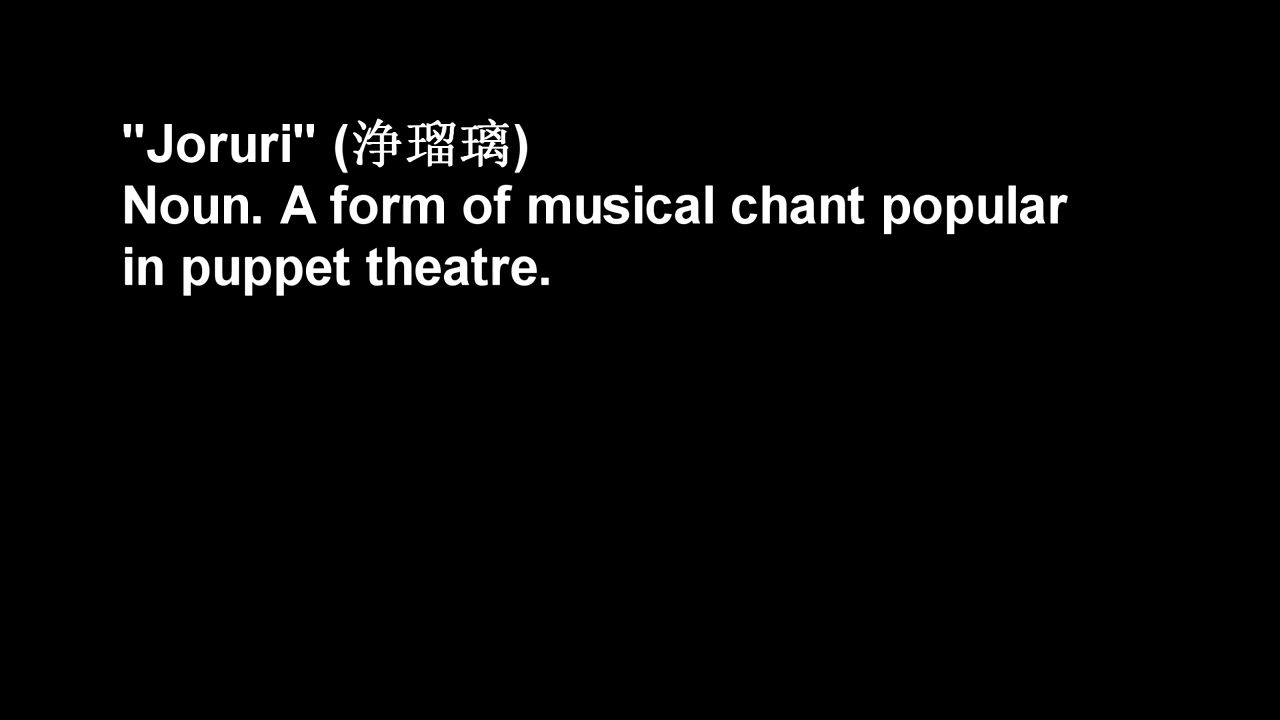 "Joruri" (浄瑠璃)
Noun. A form of musical chant popular
in puppet theatre.